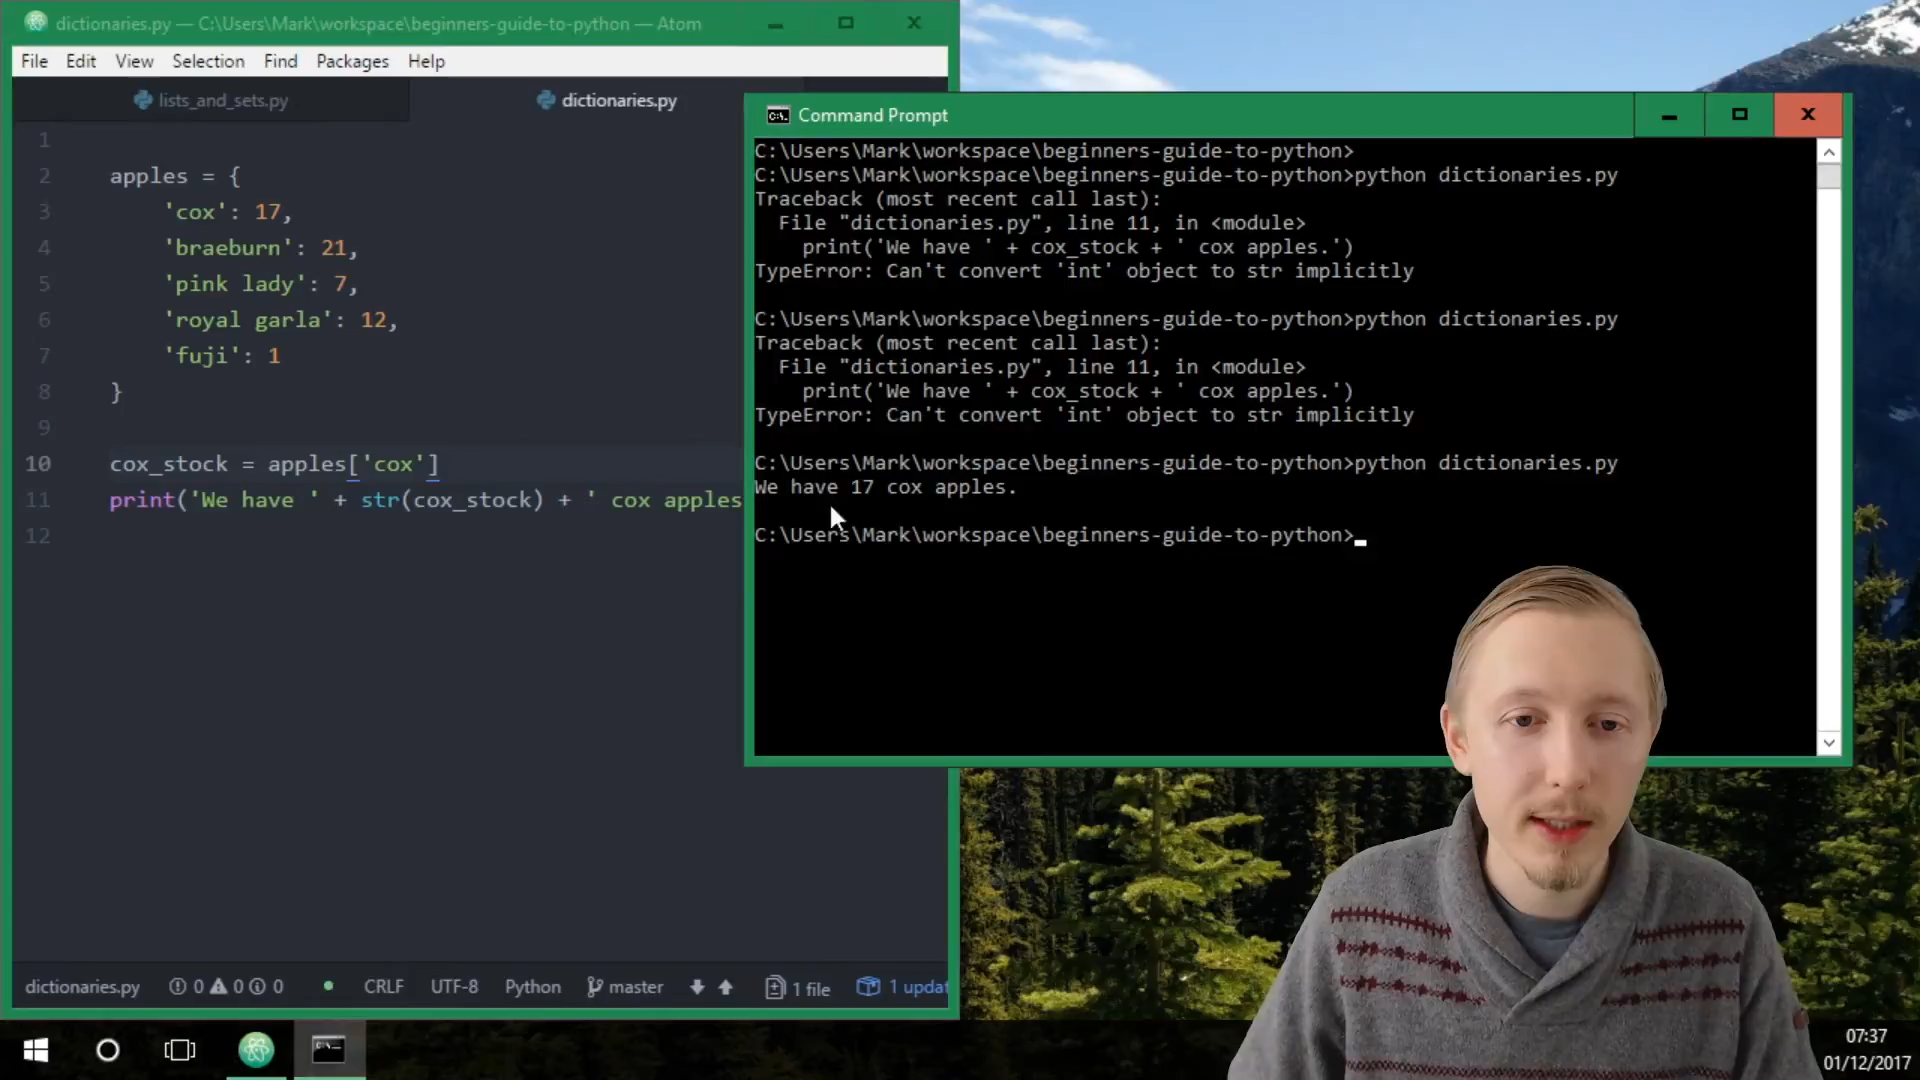 dictionaries.py — C:\Users\Mark\workspace\beginners-guide-to-python — Atom
File Edit View Selection Find Packages Help
lists_and_sets.py
dictionaries.py
1
2 apples = {
3 'cox': 17,
4 'braeburn': 21,
5 'pink lady': 7,
6 'royal garla': 12,
7 'fuji': 1
8 }
9
10 cox_stock = apples['cox']
11 print('We have ' + str(cox_stock) + ' cox apples
12
dictionaries.py 0 0 0 CRLF UTF-8 Python master 1 file 1 updat
Command Prompt
C:\Users\Mark\workspace\beginners-guide-to-python>
C:\Users\Mark\workspace\beginners-guide-to-python>python dictionaries.py
Traceback (most recent call last):
File "dictionaries.py", line 11, in <module>
print('We have ' + cox_stock + ' cox apples.')
TypeError: Can't convert 'int' object to str implicitly
C:\Users\Mark\workspace\beginners-guide-to-python>python dictionaries.py
Traceback (most recent call last):
File "dictionaries.py", line 11, in <module>
print('We have ' + cox_stock + ' cox apples.')
TypeError: Can't convert 'int' object to str implicitly
C:\Users\Mark\workspace\beginners-guide-to-python>python dictionaries.py
We have 17 cox apples.
C:\Users\Mark\workspace\beginners-guide-to-python>
07:37
01/12/2017